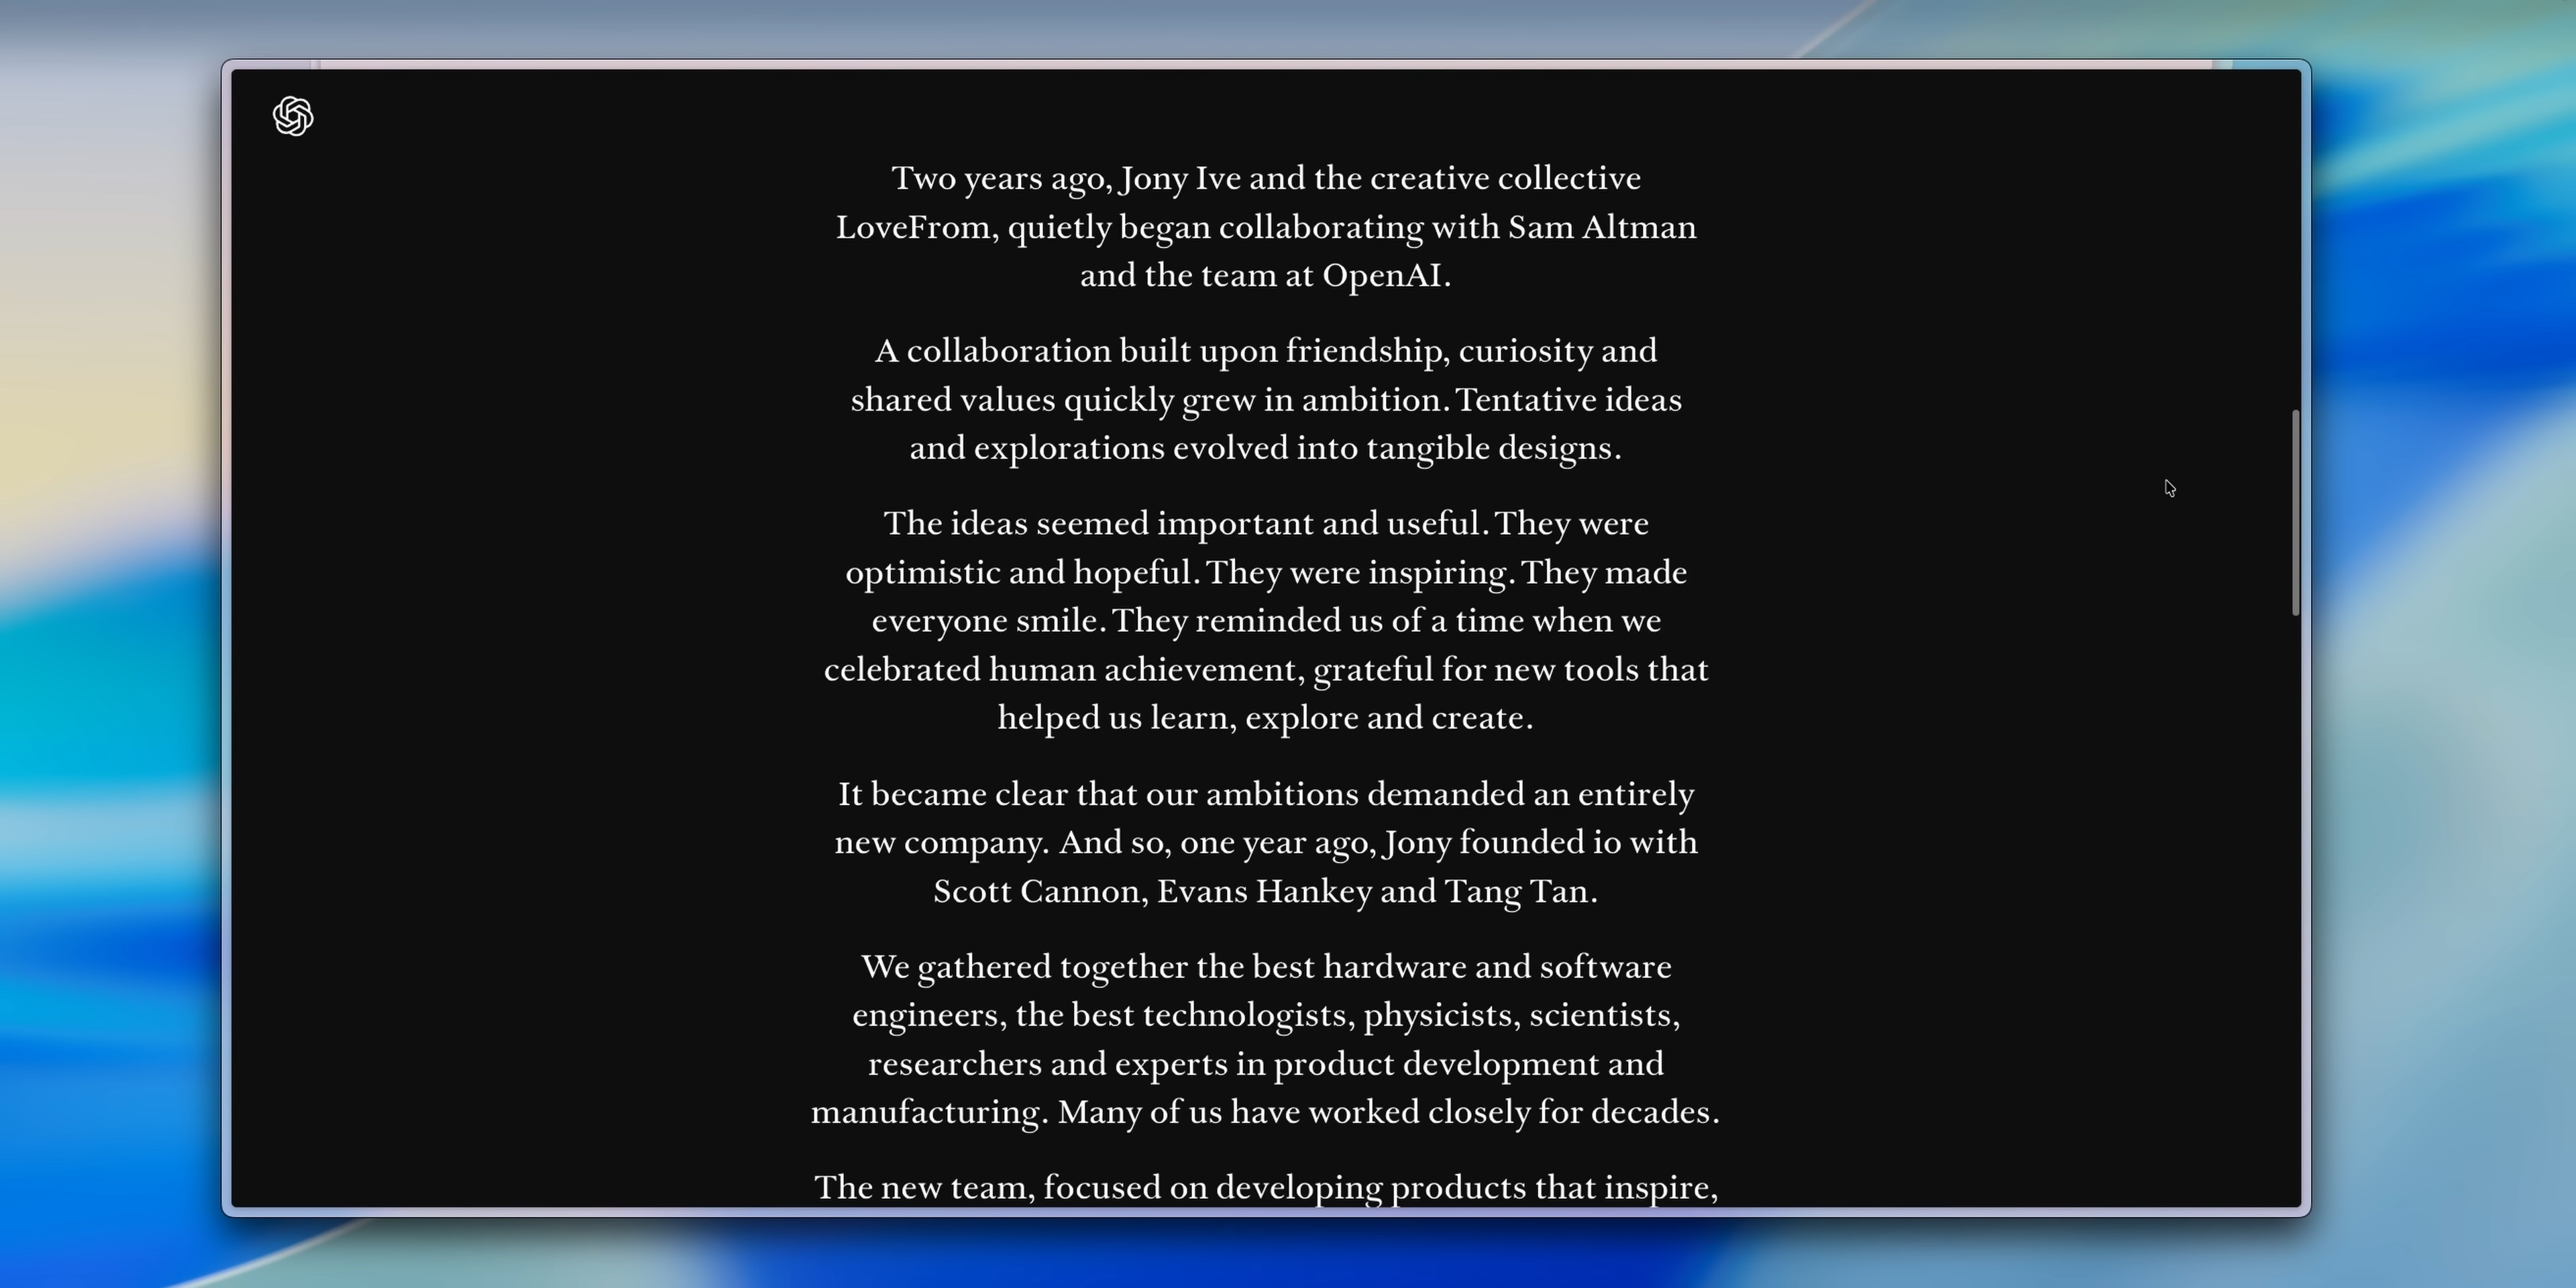 Two years ago, Jony Ive and the creative collective
LoveFrom, quietly began collaborating with Sam Altman
and the team at OpenAI.
A collaboration built upon friendship, curiosity and
shared values quickly grew in ambition. Tentative ideas
and explorations evolved into tangible designs.
The ideas seemed important and useful. They were
optimistic and hopeful. They were inspiring. They made
everyone smile. They reminded us of a time when we
celebrated human achievement, grateful for new tools that
helped us learn, explore and create.
It became clear that our ambitions demanded an entirely
new company. And so, one year ago, Jony founded io with
Scott Cannon, Evans Hankey and Tang Tan.
We gathered together the best hardware and software
engineers, the best technologists, physicists, scientists,
researchers and experts in product development and
manufacturing. Many of us have worked closely for decades.
The new team, focused on developing products that inspire,